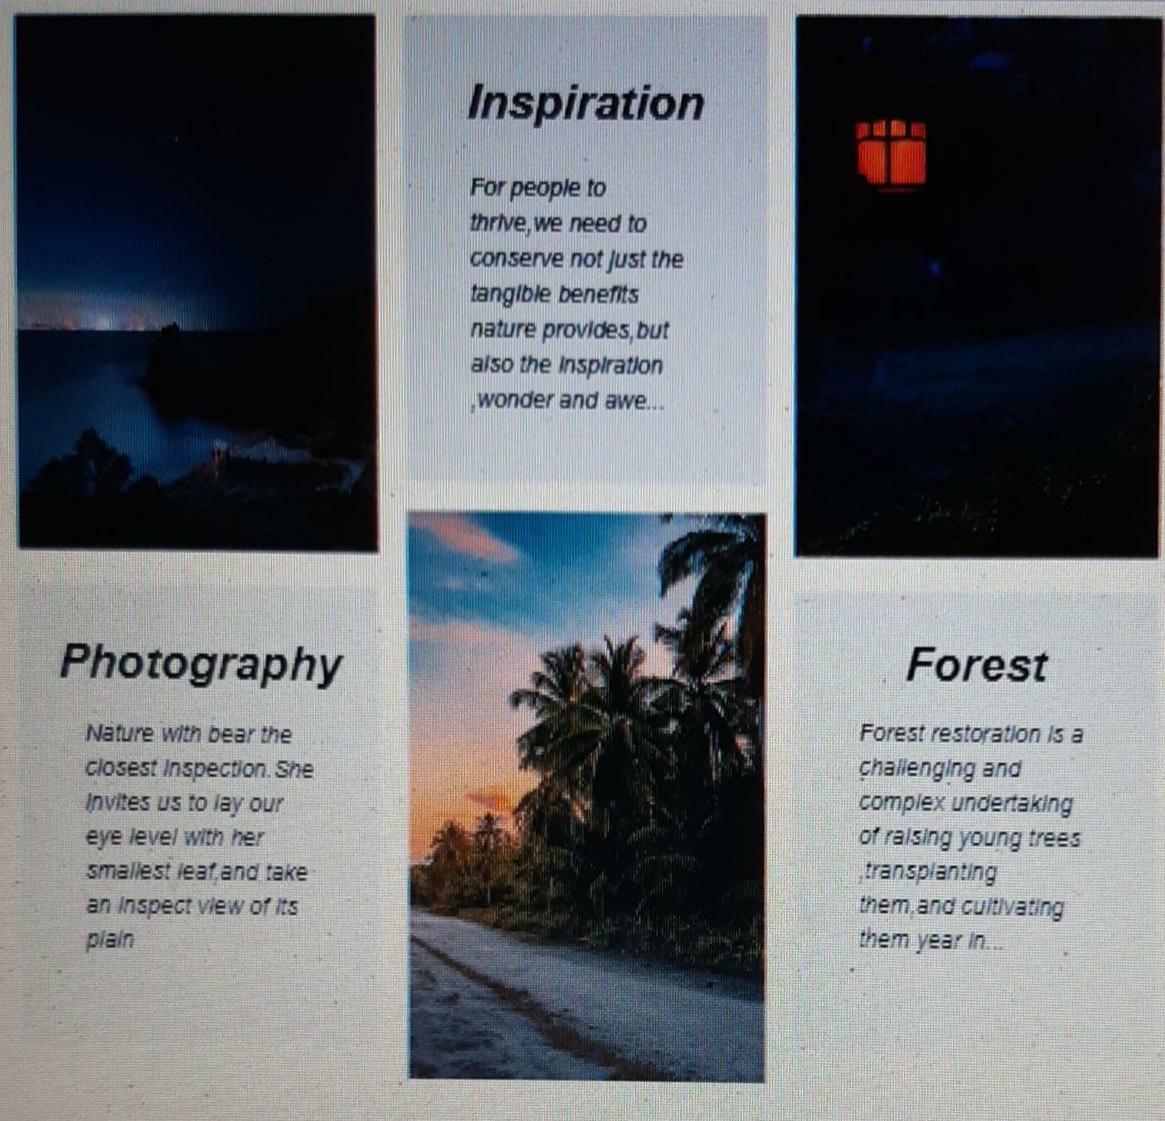 Inspiration
For people to
thrive,we need to
conserve not just the
tangible benefits
nature provides,but
also the inspiration
,wonder and awe...
Photography
Nature with bear the
closest inspection.She
invites us to lay our
eye level with her
smallest leaf,and take
an inspect view of its
plain
Forest
Forest restoration is a
challenging and
complex undertaking
of raising young trees
,transplanting
them,and cultivating
them year in...